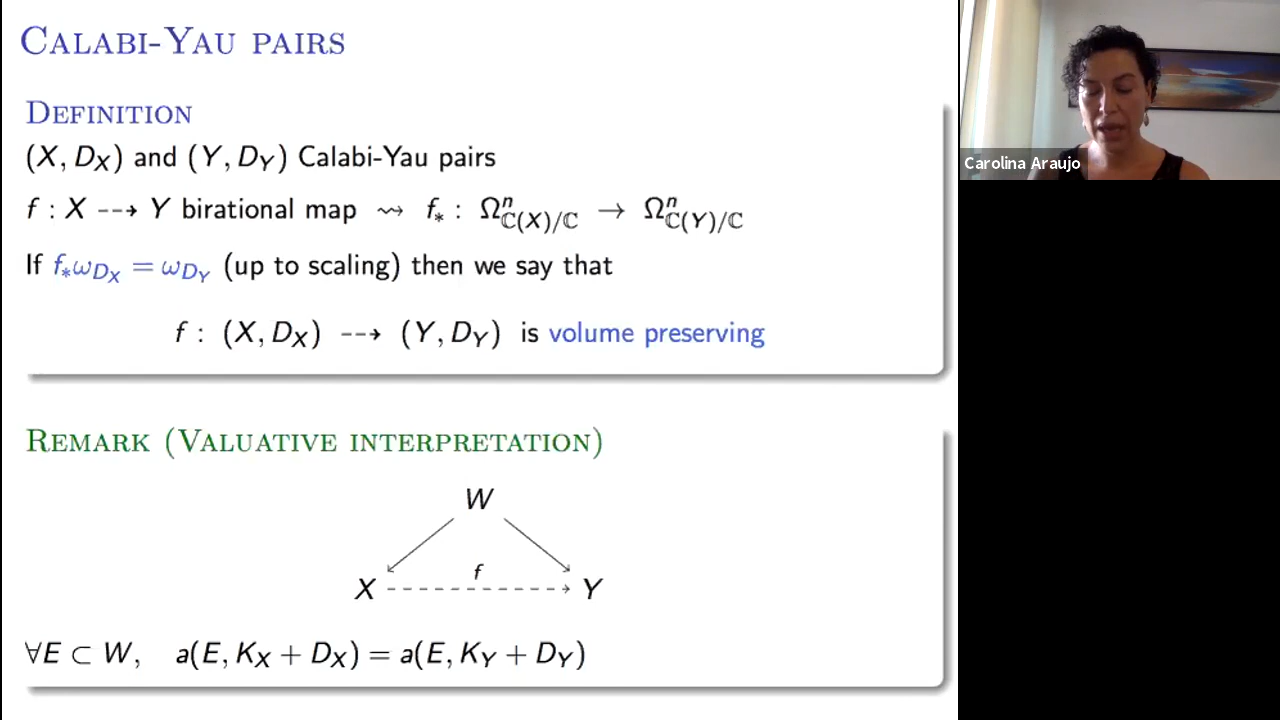 CALABI-YAU PAIRS
DEFINITION
(X, D_X) and (Y, D_Y) Calabi-Yau pairs
f : X ⇢ Y birational map ⇝ f_* : Ω^n_{ℂ(X)/ℂ} → Ω^n_{ℂ(Y)/ℂ}
If f_*ω_{D_X} = ω_{D_Y} (up to scaling) then we say that
f : (X, D_X) ⇢ (Y, D_Y) is volume preserving
REMARK (VALUATIVE INTERPRETATION)
W
f
X ⇢ Y
∀E ⊂ W, a(E, K_X + D_X) = a(E, K_Y + D_Y)
Carolina Araujo